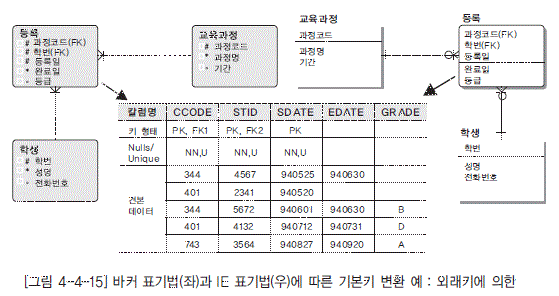 등록
# 과정코드(FK)
# 학번(FK)
# 등록일
* 완료일
◦ 등급
교육과정
# 과정코드
* 과정명
◦ 기간
학생
# 학번
* 성명
◦ 전화번호
교육과정
과정코드
과정명
기간
등록
과정코드(FK)
학번(FK)
등록일
완료일
등급
학생
학번
성명
전화번호
칼럼명 CCODE STID SDATE EDATE GRADE
키 형태 PK, FK1 PK, FK2 PK
Nulls/
Unique NN,U NN,U NN,U
견본
데이터
344 4567 940525 940630
401 2341 940520
344 5672 940601 940630 B
401 4132 940712 940731 D
743 3564 940827 940920 A
[그림 4-4-15] 바커 표기법(좌)과 IE 표기법(우)에 따른 기본키 변환 예 : 외래키에 의한